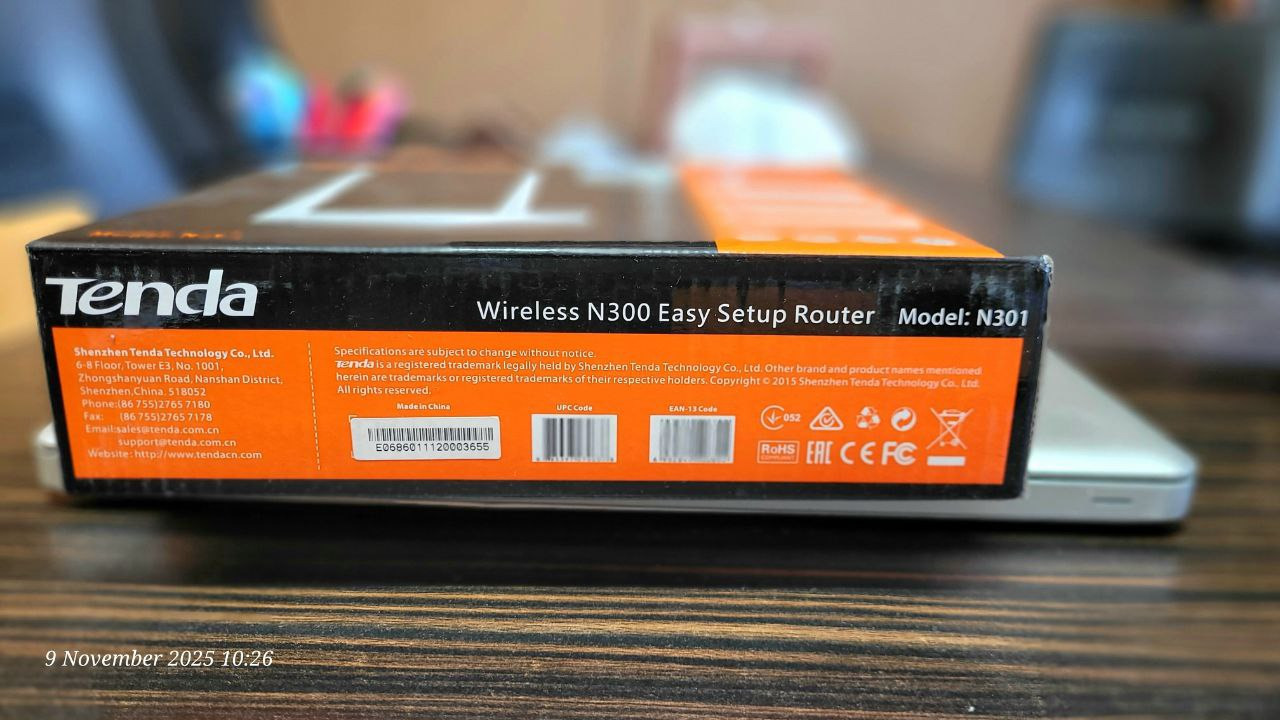 Tenda
Wireless N300 Easy Setup Router Model: N301
Shenzhen Tenda Technology Co., Ltd.
6-8 Floor, Tower E3, No. 1001,
Zhongshanyuan Road, Nanshan District,
Shenzhen,China. 518052
Phone:(86 755)2765 7180
Fax: (86 755)2765 7178
Email:sales@tenda.com.cn
support@tenda.com.cn
Website: http://www.tendacn.com
Specifications are subject to change without notice.
Tenda is a registered trademark legally held by Shenzhen Tenda Technology Co., Ltd. Other brand and product names mentioned
herein are trademarks or registered trademarks of their respective holders. Copyright © 2015 Shenzhen Tenda Technology Co., Ltd.
All rights reserved.
Made in China
E0686011120003655
UPC Code
EAN-13 Code
052
RoHS
COMPLIANT
EAC CE FC
9 November 2025 10:26